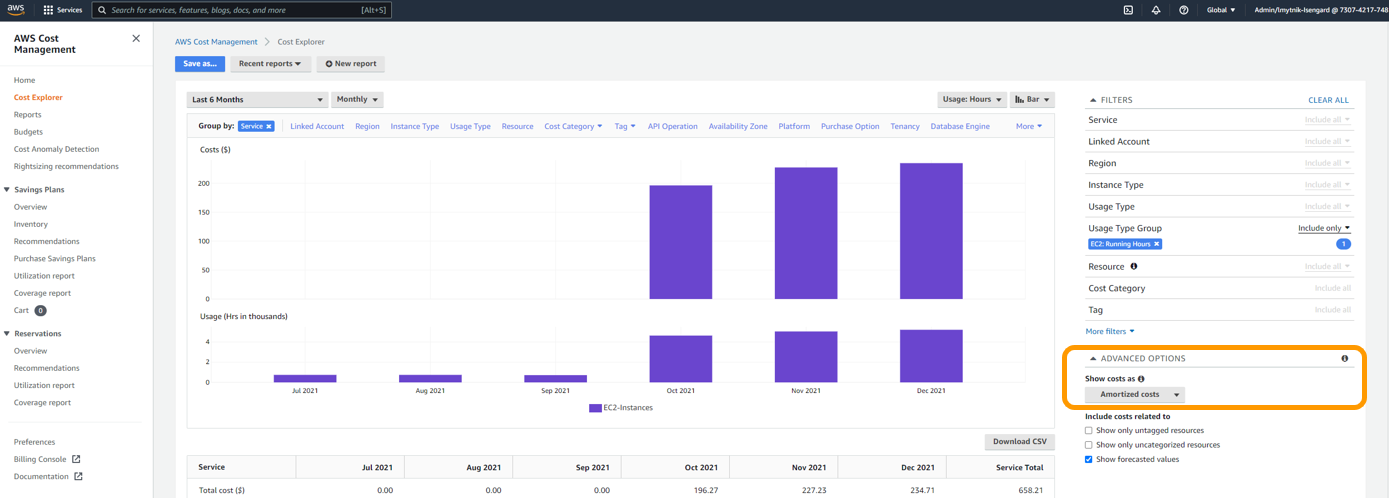 aws
Services
Search for services, features, blogs, docs, and more
[Alt+S]
Global
Admin/lmytnik-Isengard @ 7307-4217-748
AWS Cost
Management
Home
Cost Explorer
Reports
Budgets
Cost Anomaly Detection
Rightsizing recommendations
Savings Plans
Overview
Inventory
Recommendations
Purchase Savings Plans
Utilization report
Coverage report
Cart 0
Reservations
Overview
Recommendations
Utilization report
Coverage report
Preferences
Billing Console
Documentation
AWS Cost Management > Cost Explorer
Save as... Recent reports New report
Last 6 Months Monthly Usage: Hours Bar
Group by: Service × Linked Account Region Instance Type Usage Type Resource Cost Category Tag API Operation Availability Zone Platform Purchase Option Tenancy Database Engine More
Costs ($)
200
150
100
50
0
Usage (Hrs in thousands)
4
2
0
Jul 2021 Aug 2021 Sep 2021 Oct 2021 Nov 2021 Dec 2021
EC2-Instances
Download CSV
Service Jul 2021 Aug 2021 Sep 2021 Oct 2021 Nov 2021 Dec 2021 Service Total
Total cost ($) 0.00 0.00 0.00 196.27 227.23 234.71 658.21
FILTERS CLEAR ALL
Service Include all
Linked Account Include all
Region Include all
Instance Type Include all
Usage Type Include all
Usage Type Group Include only
EC2: Running Hours × 1
Resource Include all
Cost Category Include all
Tag Include all
More filters
ADVANCED OPTIONS
Show costs as
Amortized costs
Include costs related to
Show only untagged resources
Show only uncategorized resources
Show forecasted values